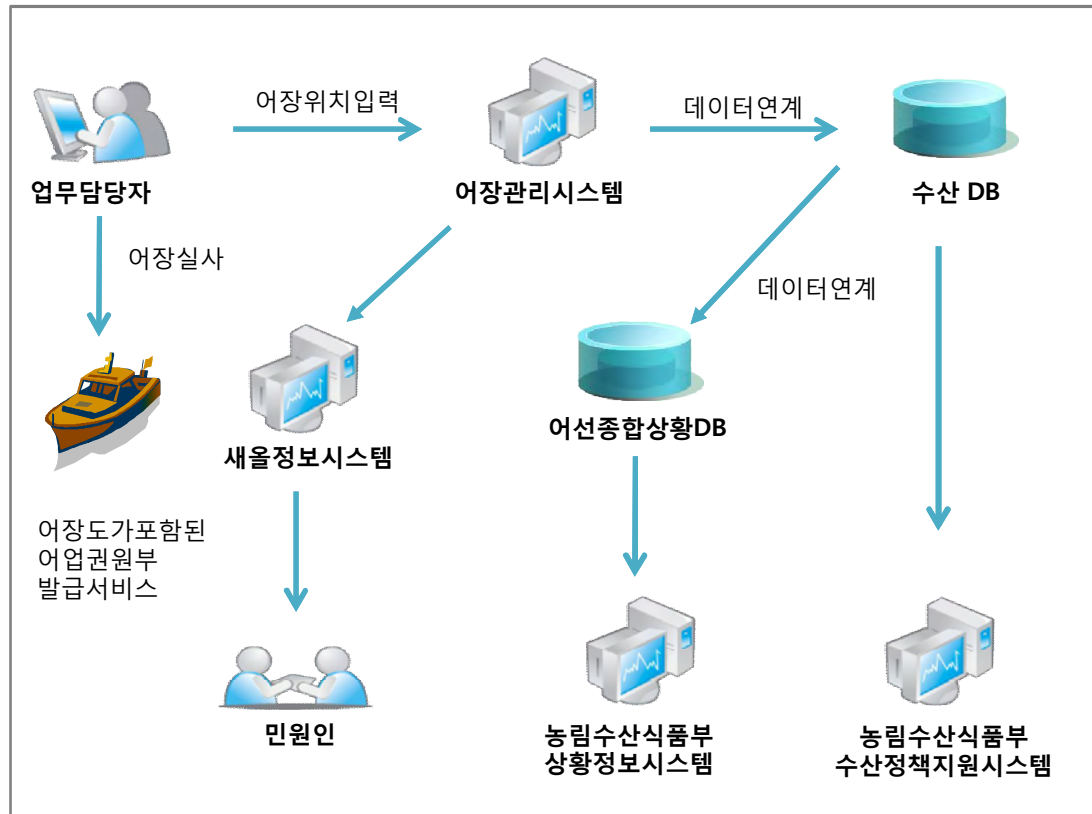 어장위치입력
데이터연계
업무담당자
어장관리시스템
수산 DB
어장실사
데이터연계
새올정보시스템
어선종합상황DB
어장도가포함된
어업권원부
발급서비스
민원인
농림수산식품부
상황정보시스템
농림수산식품부
수산정책지원시스템